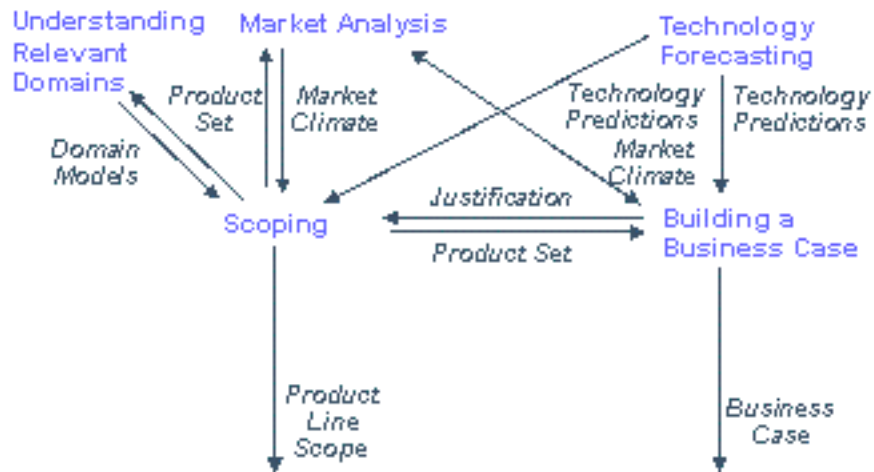 Understanding
Relevant
Domains
Market Analysis
Technology
Forecasting
Product
Set
Market
Climate
Technology
Predictions
Technology
Predictions
Domain
Models
Market
Climate
Justification
Scoping
Building a
Business Case
Product Set
Product
Line
Scope
Business
Case